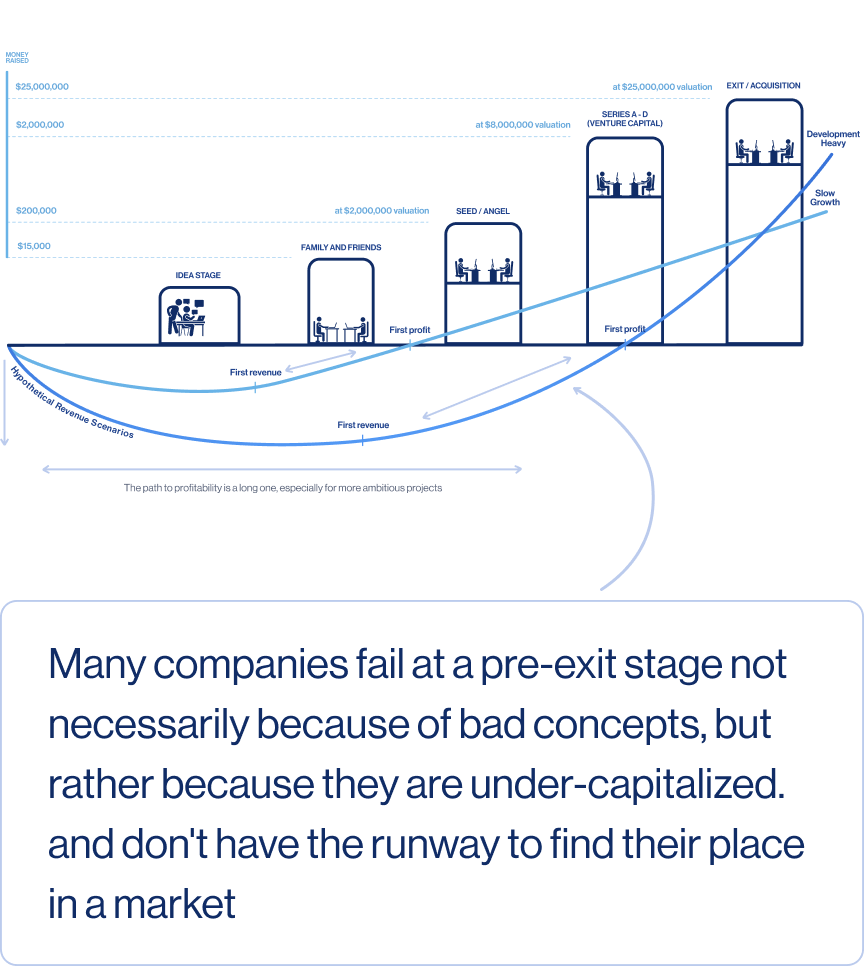 MONEY
RAISED
$25,000,000
at $25,000,000 valuation
EXIT / ACQUISITION
$2,000,000
at $8,000,000 valuation
SERIES A - D
(VENTURE CAPITAL)
Development
Heavy
Slow
Growth
$200,000
at $2,000,000 valuation
SEED / ANGEL
$15,000
FAMILY AND FRIENDS
IDEA STAGE
First profit
First profit
First revenue
Hypothetical Revenue Scenarios
First revenue
The path to profitability is a long one, especially for more ambitious projects
Many companies fail at a pre-exit stage not
necessarily because of bad concepts, but
rather because they are under-capitalized.
and don't have the runway to find their place
in a market